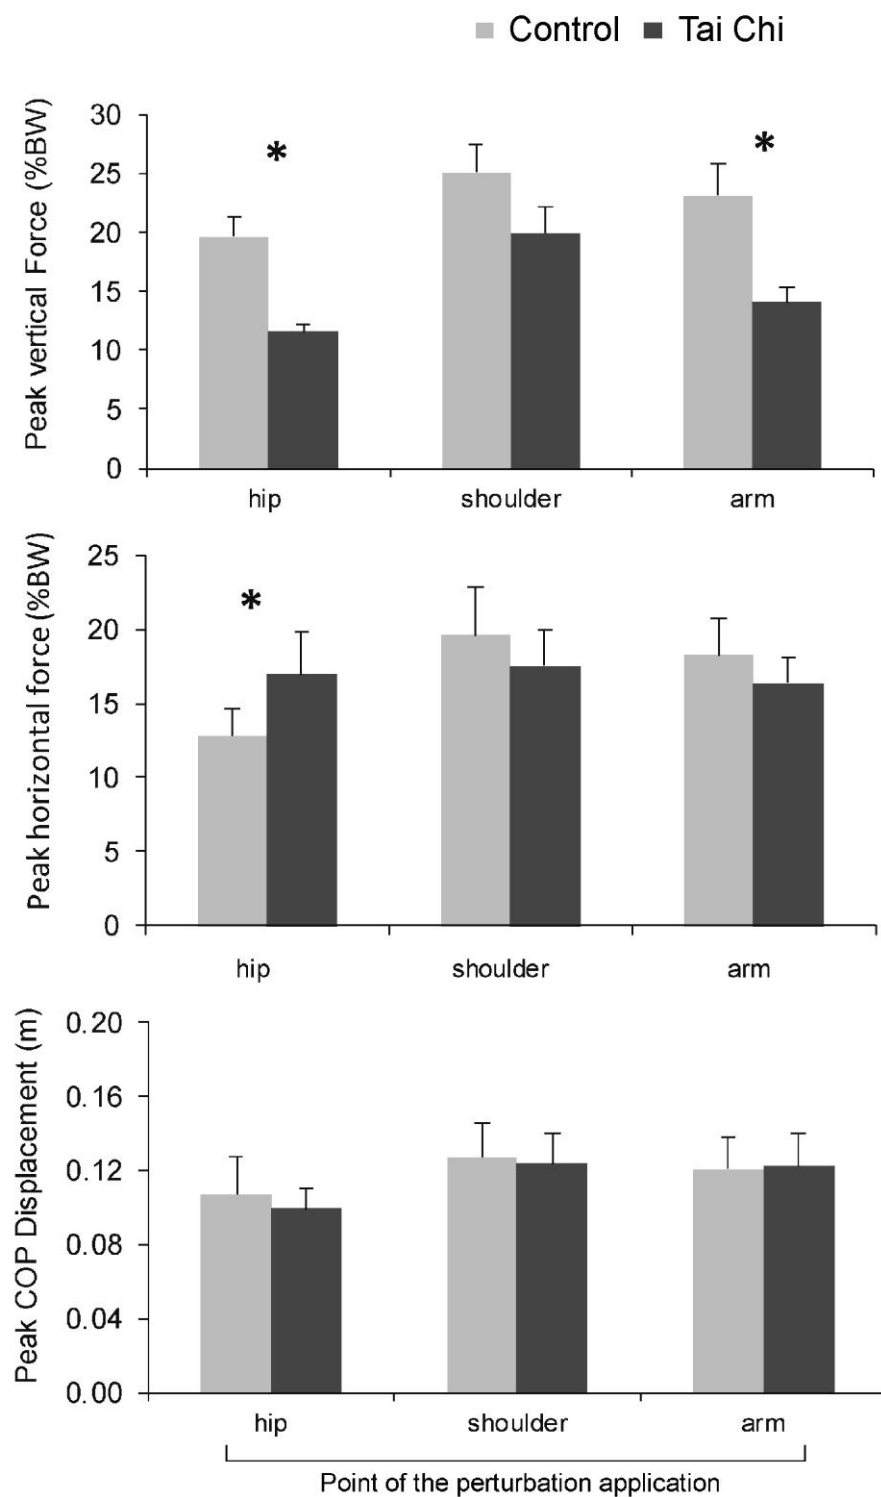 Control Tai Chi
Peak vertical Force (%BW)
30
25
20
15
10
5
0
*
*
hip shoulder arm
Peak horizontal force (%BW)
25
20
15
10
5
0
*
hip shoulder arm
Peak COP Displacement (m)
0.20
0.16
0.12
0.08
0.04
0.00
hip shoulder arm
Point of the perturbation application